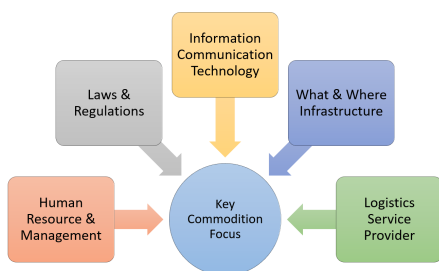 Information
Communication
Technology
Laws &
Regulations
What & Where
Infrastructure
Human
Resource &
Management
Key
Commodition
Focus
Logistics
Service
Provider